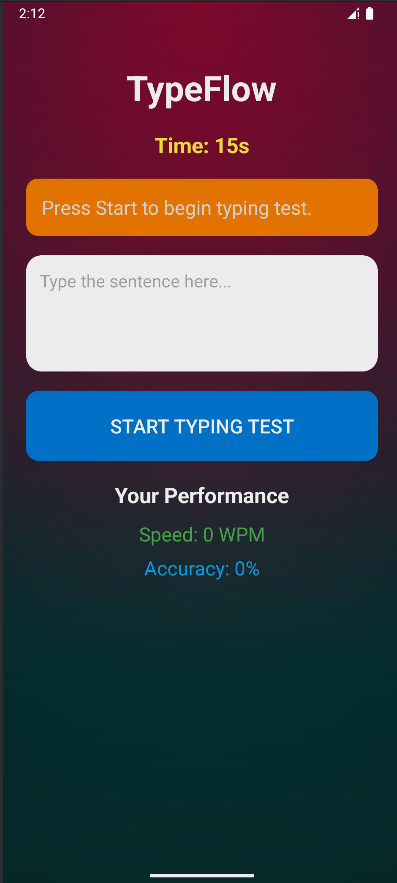 2:12
TypeFlow
Time: 15s
Press Start to begin typing test.
Type the sentence here...
START TYPING TEST
Your Performance
Speed: 0 WPM
Accuracy: 0%